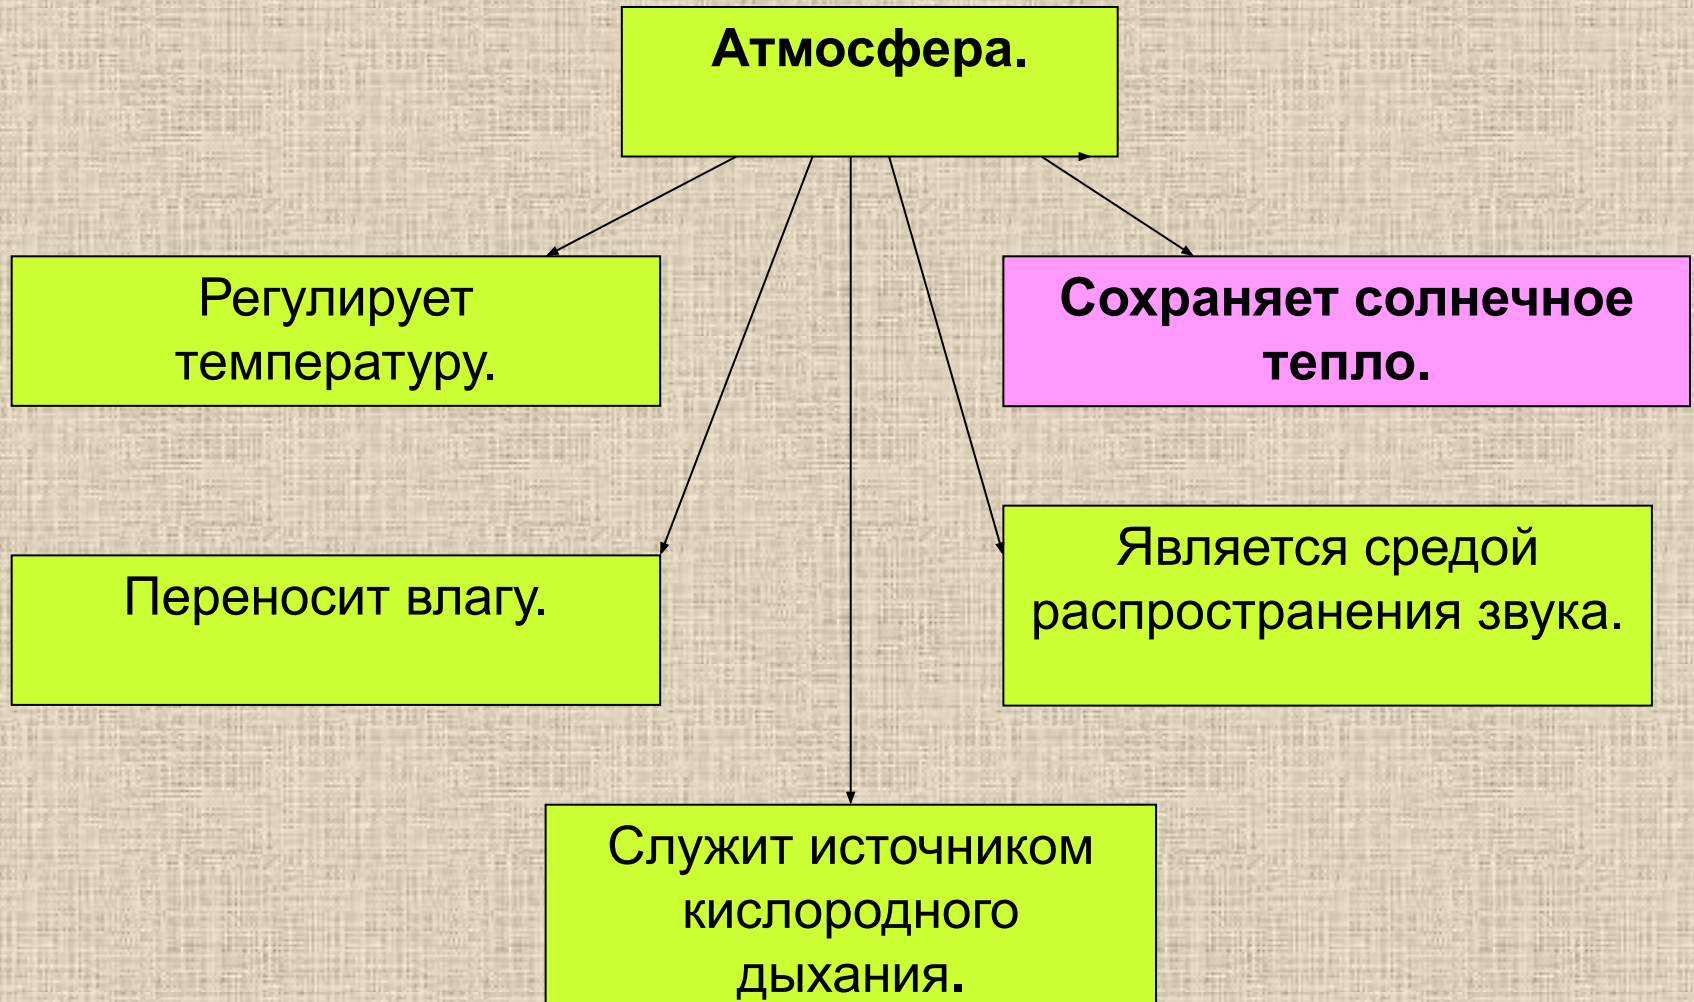 Атмосфера.
Регулирует
температуру.
Сохраняет солнечное
тепло.
Переносит влагу.
Является средой
распространения звука.
Служит источником
кислородного
дыхания.